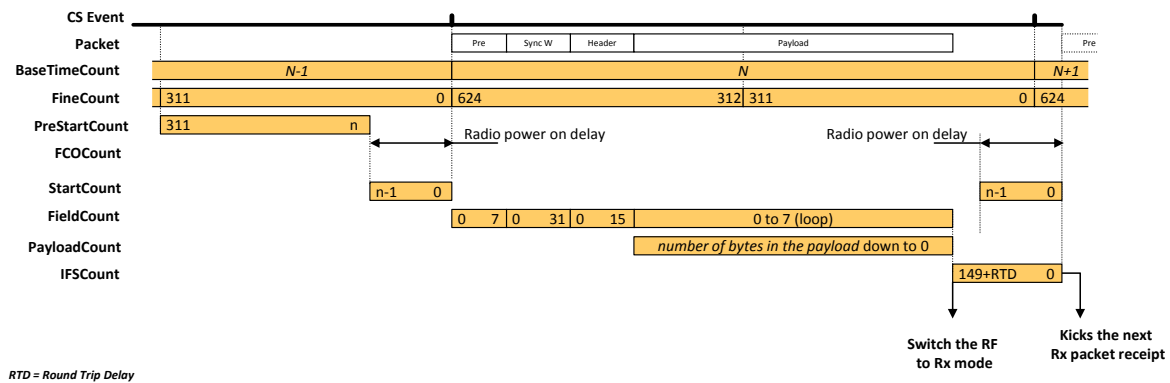 CS Event
Packet Pre Sync W Header Payload Pre
BaseTimeCount N-1 N N+1
FineCount 311 0 624 312 311 0 624
PreStartCount 311 n
Radio power on delay Radio power on delay
FCOCount
StartCount n-1 0 n-1 0
FieldCount 0 7 0 31 0 15 0 to 7 (loop)
PayloadCount number of bytes in the payload down to 0
IFSCount 149+RTD 0
Switch the RF
to Rx mode
Kicks the next
Rx packet receipt
RTD = Round Trip Delay